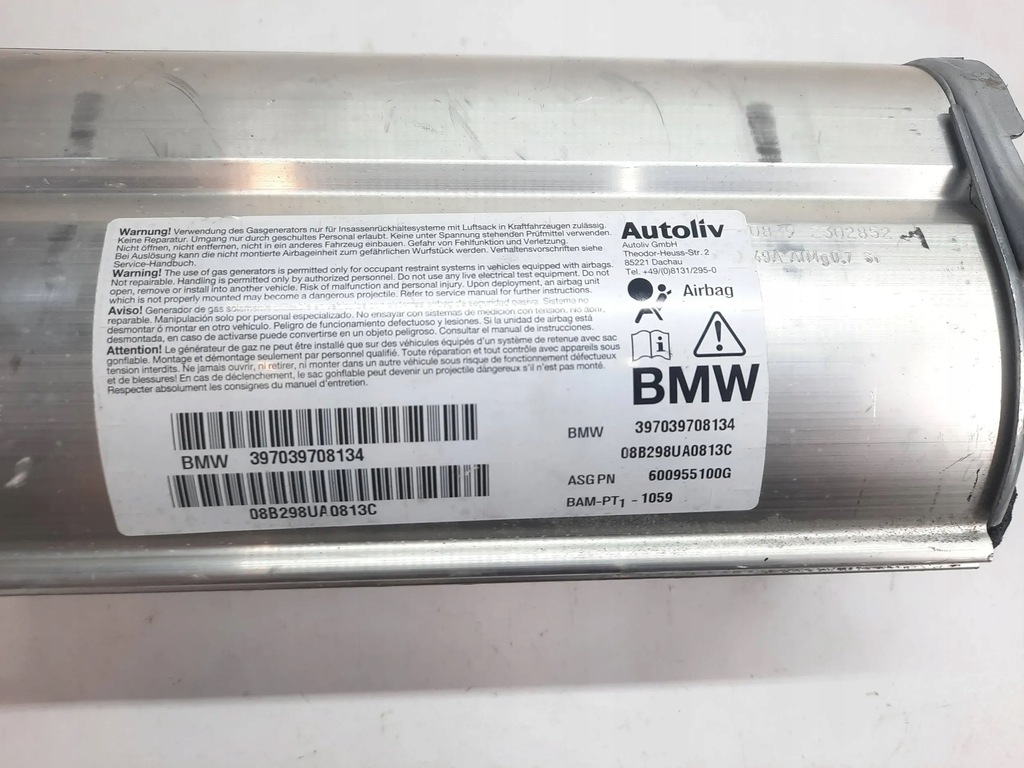 Warnung! Verwendung des Gasgenerators nur für Insassenrückhaltesysteme mit Luftsack in Kraftfahrzeugen zulässig.
Keine Reparatur. Umgang nur durch geschultes Personal erlaubt. Keine unter Spannung stehenden Prüfmittel verwenden.
Nicht öffnen, nicht entfernen, nicht in ein anderes Fahrzeug einbauen. Gefahr von Fehlfunktion und Verletzung.
Bei Auslösung kann die nicht montierte Airbageinheit zum gefährlichen Wurfstück werden. Verhaltensvorschriften siehe
Service-Handbuch.
Warning! The use of gas generators is permitted only for occupant restraint systems in vehicles equipped with airbags.
Not repairable. Handling is permitted only by authorized personnel. Do not use any live electrical test equipment. Do not
open, remove or install into another vehicle. Risk of malfunction and personal injury. Upon deployment, an airbag unit
which is not properly mounted may become a dangerous projectile. Refer to service manual for further instructions.
Aviso! Generador de gas
reparable. Manipulación solo por personal especializado. No ensayar con sistemas de medición con tensión. No abrir,
desmontar ó montar en otro vehículo. Peligro de funcionamiento defectuoso y lesiones. Si la unidad de airbag está
desmontada, en caso de activarse puede convertirse en un objeto peligroso. Consultar el manual de instrucciones.
Attention! Le générateur de gaz ne peut être installé que sur des véhicules équipés d'un système de retenue avec sac
gonflable. Montage et démontage seulement par personnel qualifié. Toute réparation et tout contrôle avec appareils sous
tension interdits. Ne jamais ouvrir, ni retirer, ni monter dans un autre véhicule sous risque de fonctionnement défectueux
et de blessures! En cas de déclenchement, le sac gonflable peut devenir un projectile dangereux s'il n'est pas monté.
Respecter absolument les consignes du manuel d'entretien.
BMW 397039708134
08B298UA0813C
Autoliv
Autoliv GmbH
Theodor-Heuss-Str. 2
85221 Dachau
Tel. +49/(0)8131/295-0
Airbag
BMW
BMW 397039708134
08B298UA0813C
ASG PN 600955100G
BAM-PT1 - 1059
302852